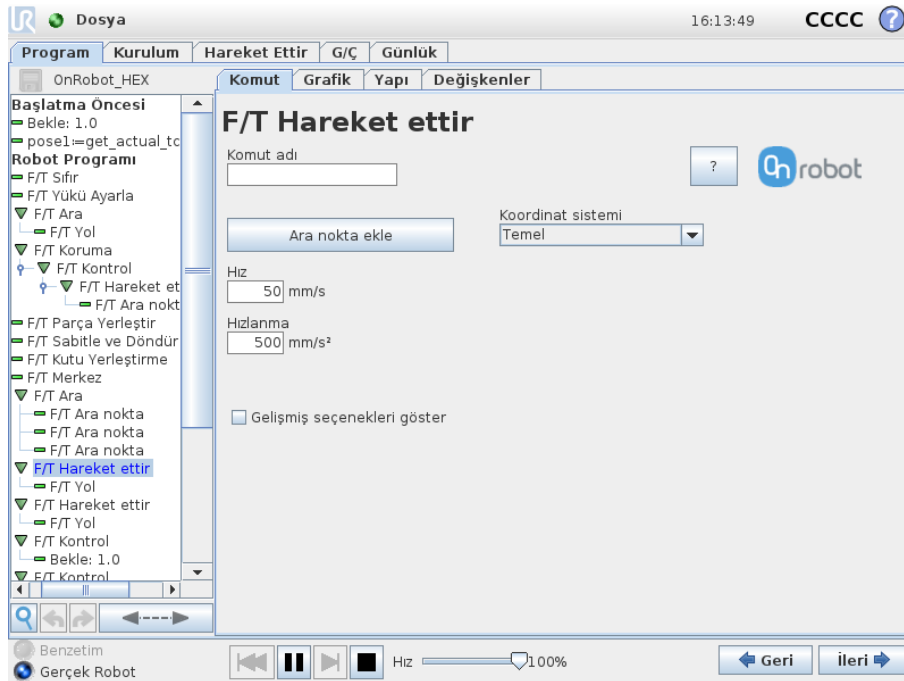 Dosya
16:13:49
CCCC
?
Program
Kurulum
Hareket Ettir
G/Ç
Günlük
OnRobot_HEX
Komut
Grafik
Yapı
Değişkenler
Başlatma Öncesi
Bekle: 1.0
pose1:=get_actual_tc
Robot Programı
F/T Sıfır
F/T Yükü Ayarla
F/T Ara
F/T Yol
F/T Koruma
F/T Kontrol
F/T Hareket et
F/T Ara nokt
F/T Parça Yerleştir
F/T Sabitle ve Döndür
F/T Kutu Yerleştirme
F/T Merkez
F/T Ara
F/T Ara nokta
F/T Ara nokta
F/T Ara nokta
F/T Hareket ettir
F/T Yol
F/T Hareket ettir
F/T Yol
F/T Kontrol
Bekle: 1.0
F/T Kontrol
F/T Hareket ettir
Komut adı
?
On robot
Ara nokta ekle
Koordinat sistemi
Temel
Hız
50 mm/s
Hızlanma
500 mm/s²
Gelişmiş seçenekleri göster
Benzetim
Gerçek Robot
Hız
100%
Geri
İleri